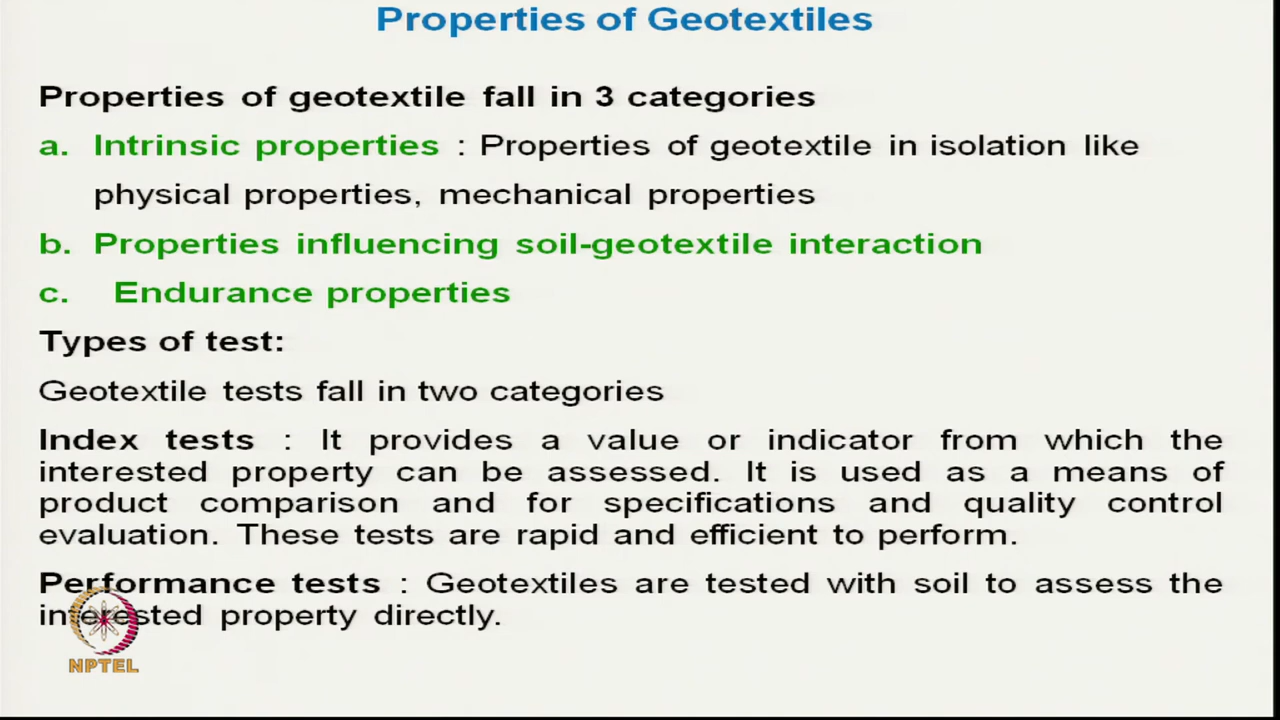 Properties of Geotextiles
Properties of geotextile fall in 3 categories
a. Intrinsic properties : Properties of geotextile in isolation like
physical properties, mechanical properties
b. Properties influencing soil-geotextile interaction
c. Endurance properties
Types of test:
Geotextile tests fall in two categories
Index tests : It provides a value or indicator from which the
interested property can be assessed. It is used as a means of
product comparison and for specifications and quality control
evaluation. These tests are rapid and efficient to perform.
Performance tests : Geotextiles are tested with soil to assess the
interested property directly.
NPTEL